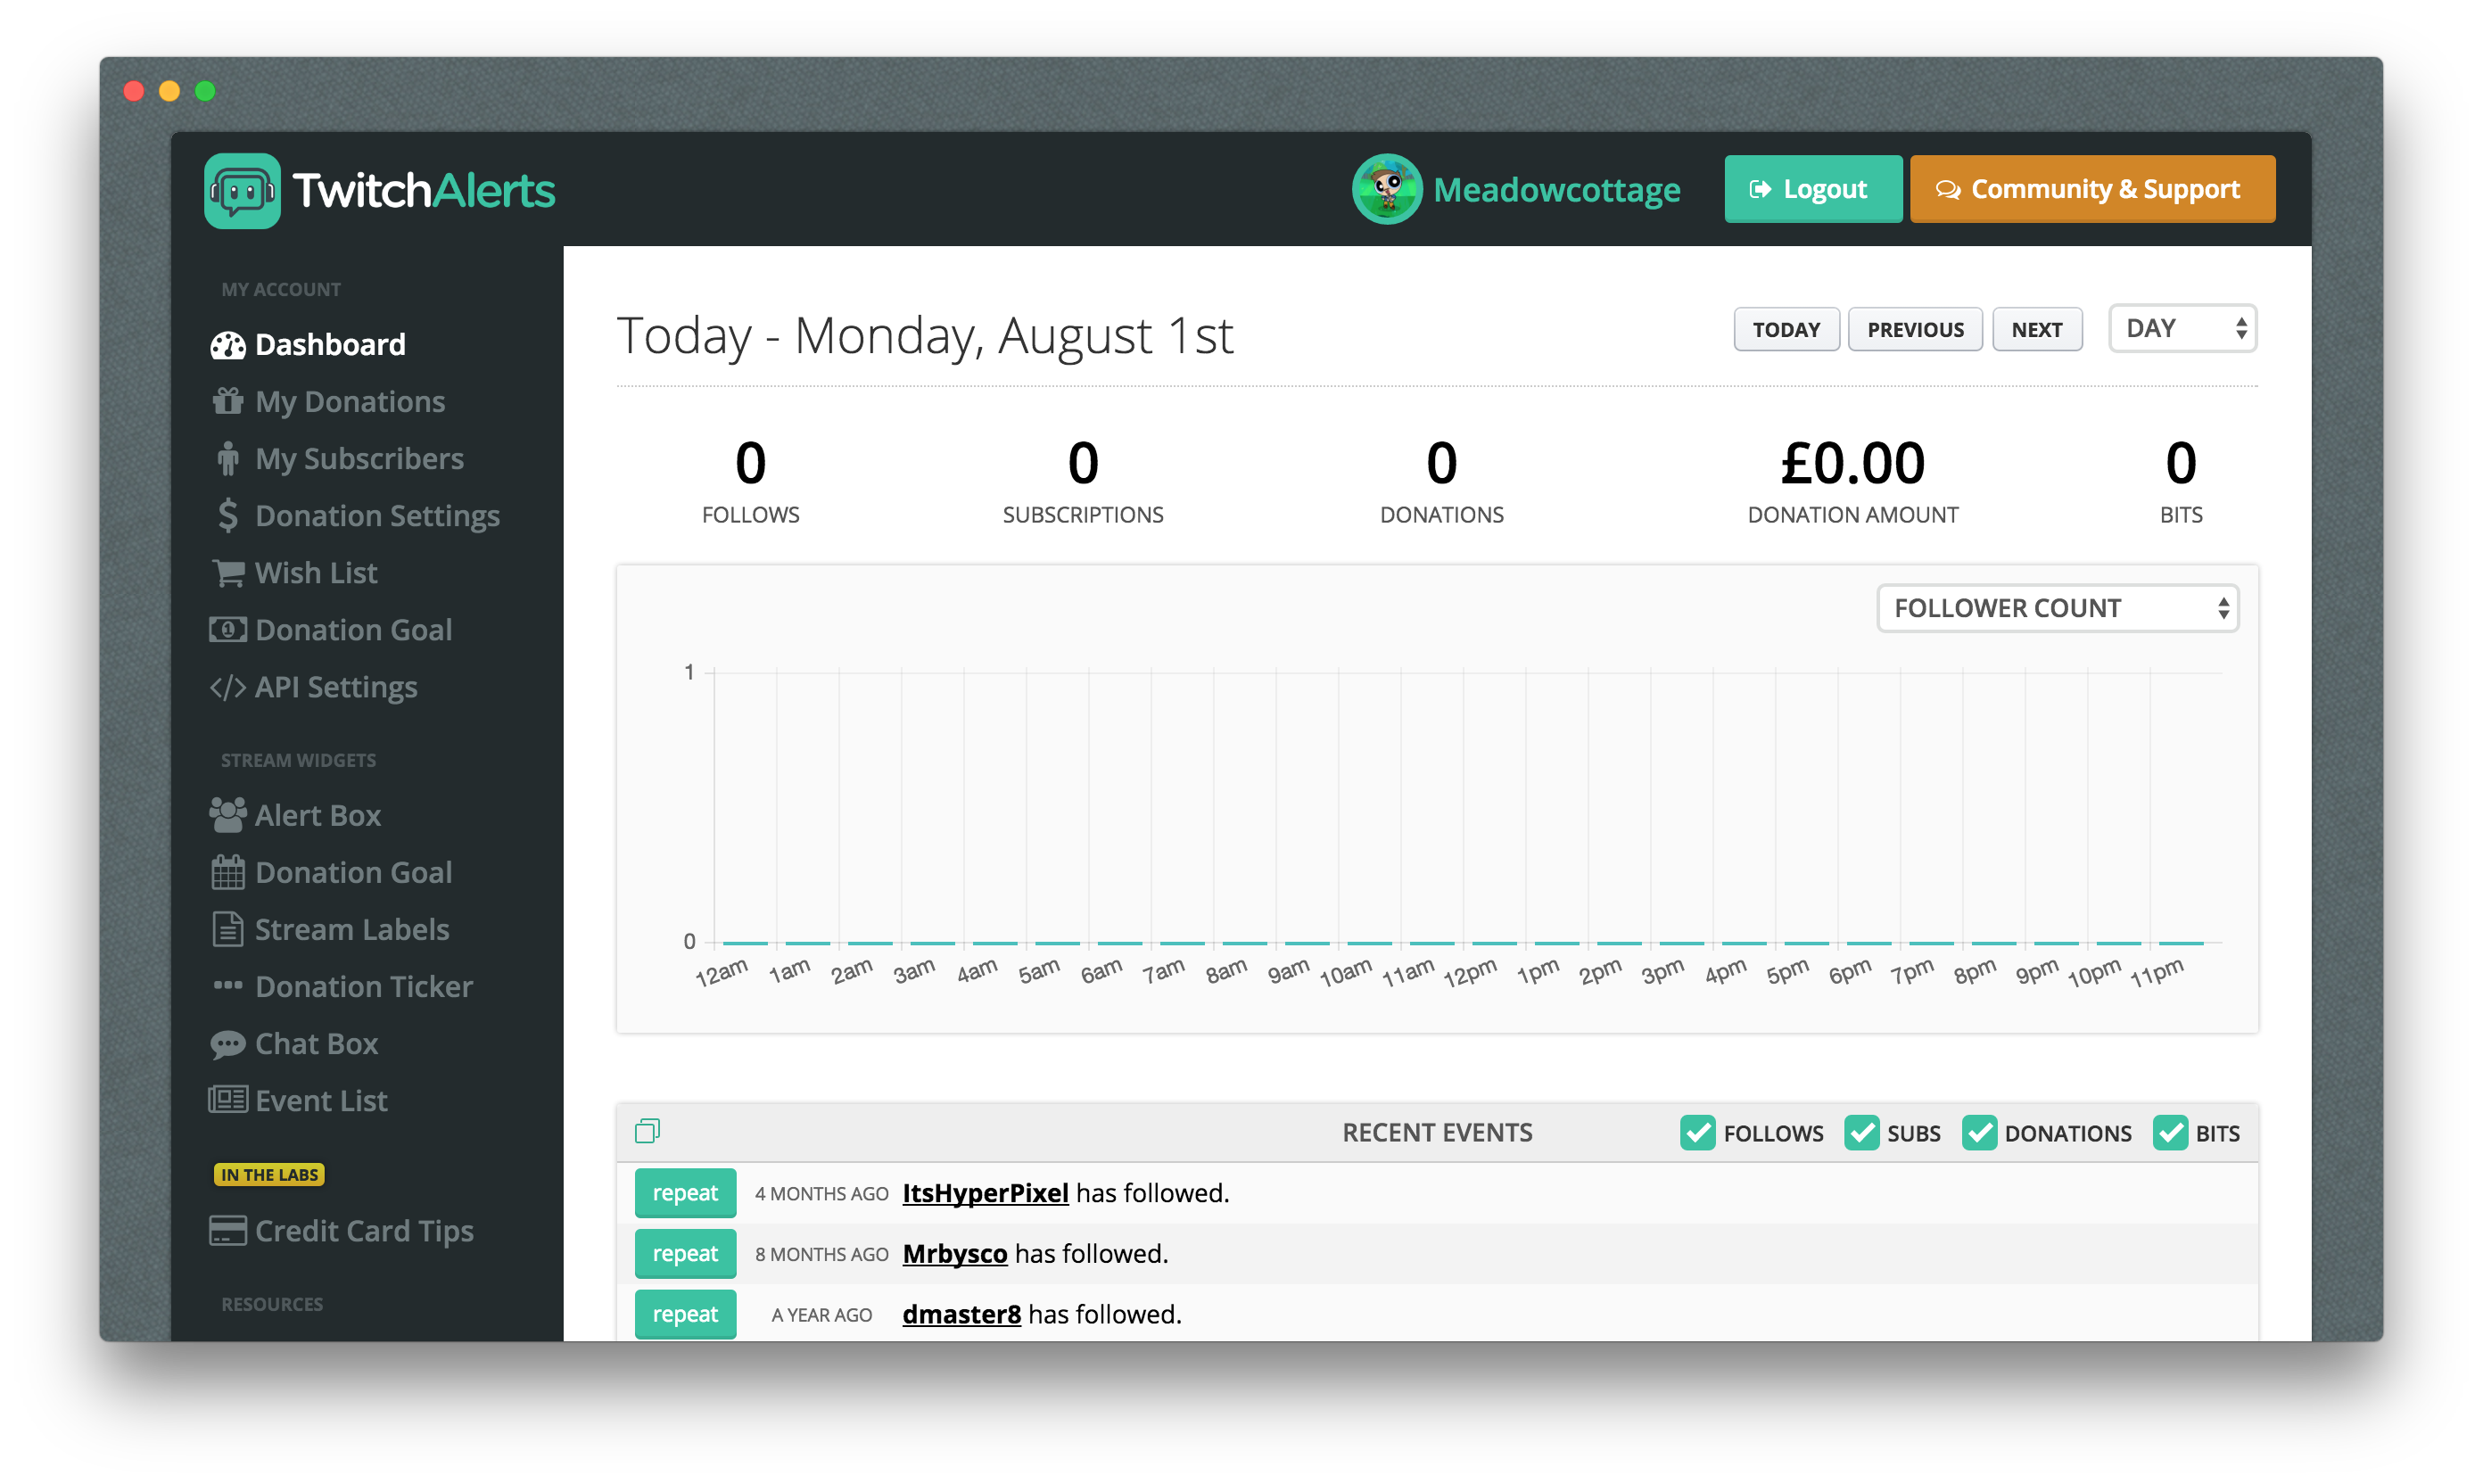 TwitchAlerts
Meadowcottage
Logout
Community & Support
MY ACCOUNT
Dashboard
My Donations
My Subscribers
Donation Settings
Wish List
Donation Goal
API Settings
STREAM WIDGETS
Alert Box
Donation Goal
Stream Labels
Donation Ticker
Chat Box
Event List
IN THE LABS
Credit Card Tips
RESOURCES
Today - Monday, August 1st
TODAY
PREVIOUS
NEXT
DAY
0
FOLLOWS
0
SUBSCRIPTIONS
0
DONATIONS
£0.00
DONATION AMOUNT
0
BITS
FOLLOWER COUNT
1
0
12am 1am 2am 3am 4am 5am 6am 7am 8am 9am 10am 11am 12pm 1pm 2pm 3pm 4pm 5pm 6pm 7pm 8pm 9pm 10pm 11pm
RECENT EVENTS
FOLLOWS SUBS DONATIONS BITS
repeat 4 MONTHS AGO ItsHyperPixel has followed.
repeat 8 MONTHS AGO Mrbysco has followed.
repeat A YEAR AGO dmaster8 has followed.